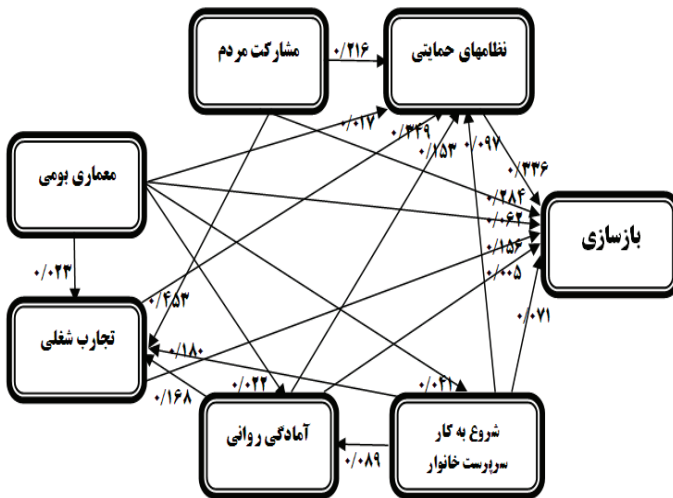 مشارکت مردم
۰/۲۱۶
نظامهای حمایتی
۰/۰۱۷
۰/۳۴۹
۰/۱۵۳
۰/۰۹۷
۰/۳۳۶
معماری بومی
۰/۲۸۴
۰/۰۶۲
۰/۱۵۶
۰/۰۰۵
بازسازی
۰/۰۲۳
۰/۴۵۳
۰/۰۷۱
تجارب شغلی
۰/۱۸۰
۰/۱۶۸
۰/۰۲۲
۰/۰۴۱
آمادگی روانی
۰/۰۸۹
شروع به کار
سرپرست خانوار